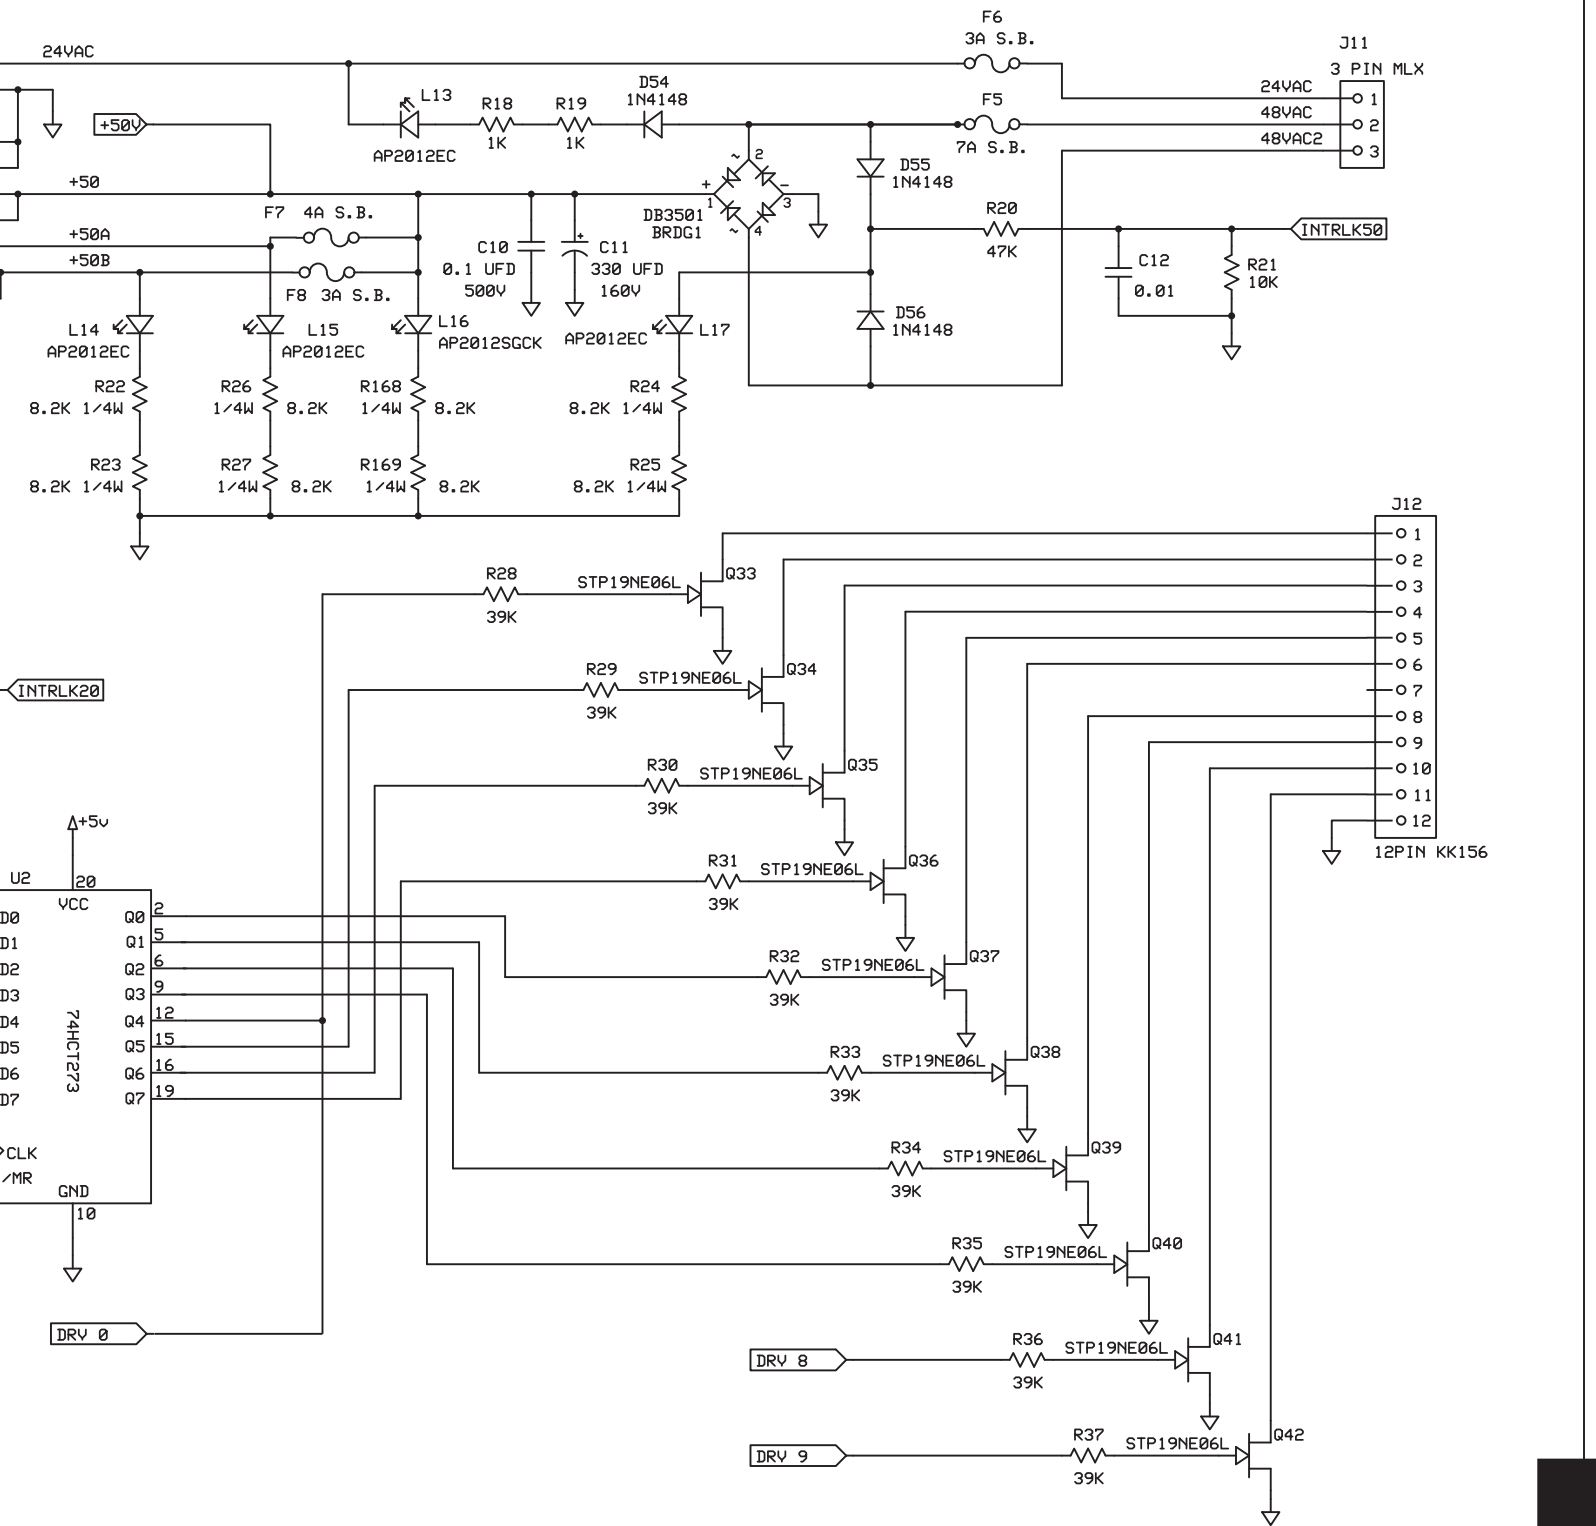 F6
3A S.B.
J11
3 PIN MLX
24VAC
D54
1N4148
L13
R18
R19
1K
1K
AP2012EC
F5
7A S.B.
24VAC
48VAC
48VAC2
1
2
3
+50V
+50
+50A
+50B
F7 4A S.B.
F8 3A S.B.
C10
0.1 UFD
500V
+
C11
330 UFD
160V
DB3501
BRDG1
+
1
~
2
-
3
~
4
D55
1N4148
D56
1N4148
R20
47K
INTRLK50
C12
0.01
R21
10K
L14
AP2012EC
L15
AP2012EC
L16
AP2012SGCK
AP2012EC
L17
R22
8.2K 1/4W
R26
1/4W
8.2K
R168
1/4W
8.2K
R24
8.2K 1/4W
R23
8.2K 1/4W
R27
1/4W
8.2K
R169
1/4W
8.2K
R25
8.2K 1/4W
J12
1
2
3
4
5
6
7
8
9
10
11
12
12PIN KK156
R28
39K
STP19NE06L
Q33
INTRLK20
R29
39K
STP19NE06L
Q34
R30
39K
STP19NE06L
Q35
R31
39K
STP19NE06L
Q36
R32
39K
STP19NE06L
Q37
R33
39K
STP19NE06L
Q38
R34
39K
STP19NE06L
Q39
R35
39K
STP19NE06L
Q40
R36
39K
STP19NE06L
Q41
R37
39K
STP19NE06L
Q42
+5v
U2
20
VCC
D0
Q0
2
D1
Q1
5
D2
Q2
6
D3
Q3
9
D4
Q4
12
D5
Q5
15
D6
Q6
16
D7
Q7
19
74HCT273
CLK
/MR
GND
10
DRV 0
DRV 8
DRV 9